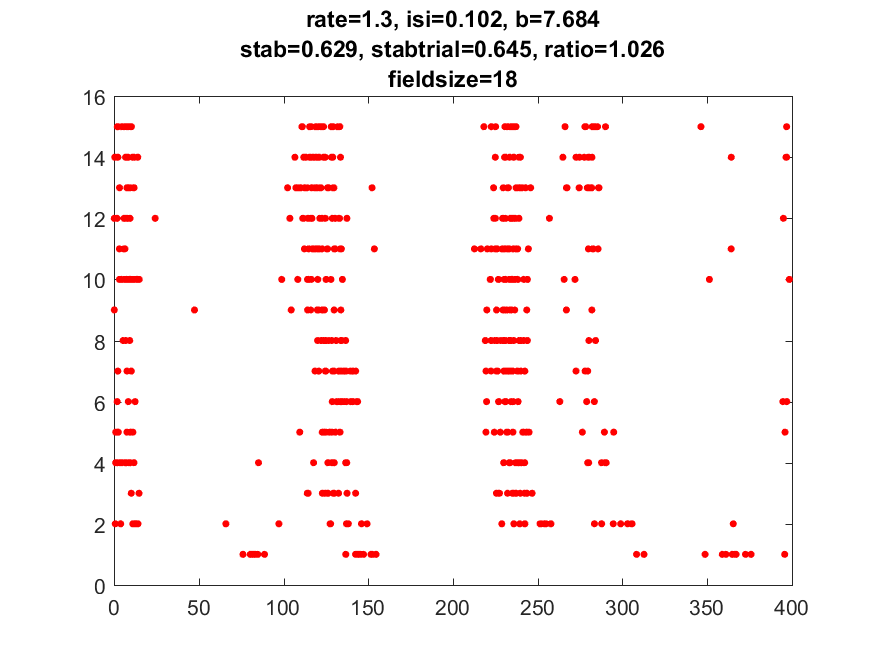 rate=1.3, isi=0.102, b=7.684
stab=0.629, stabtrial=0.645, ratio=1.026
fieldsize=18
16
14
12
10
8
6
4
2
0
0 50 100 150 200 250 300 350 400